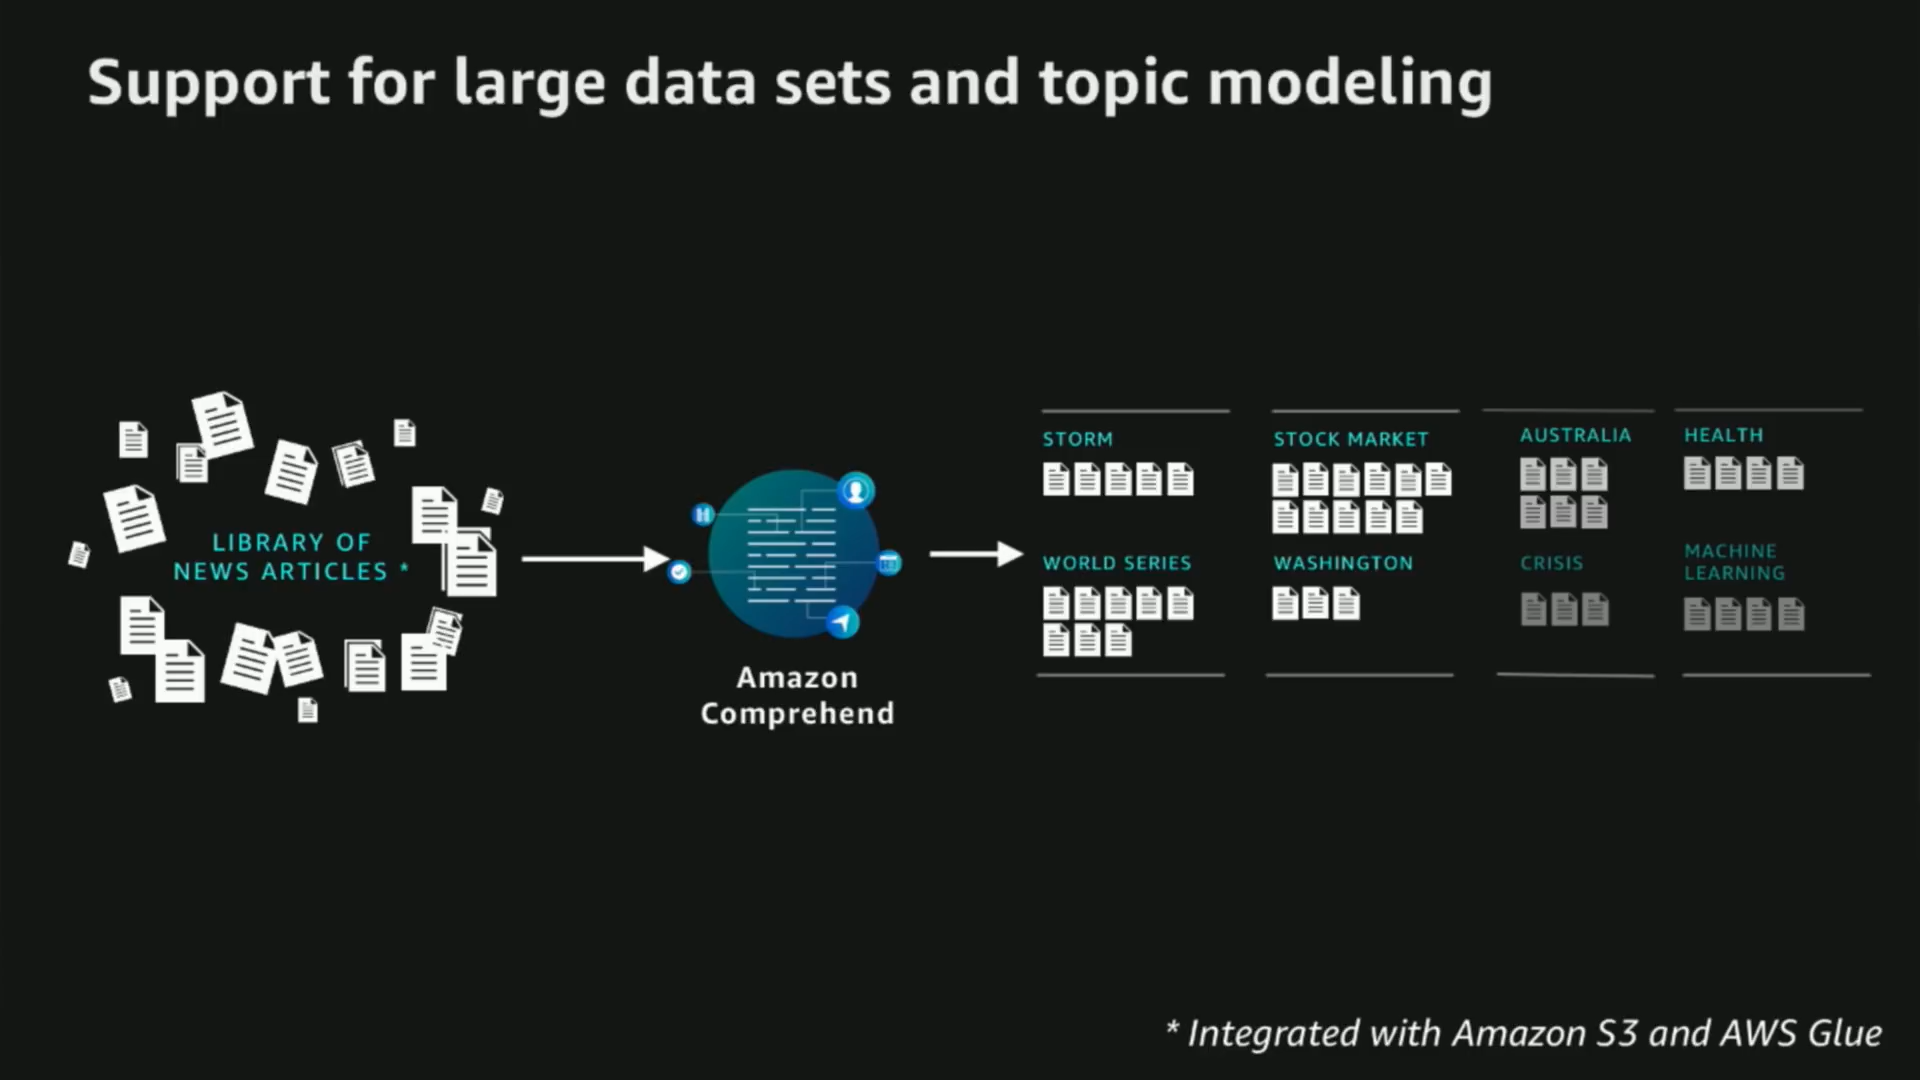 Support for large data sets and topic modeling
LIBRARY OF
NEWS ARTICLES *
Amazon
Comprehend
STORM
STOCK MARKET
AUSTRALIA
HEALTH
WORLD SERIES
WASHINGTON
CRISIS
MACHINE
LEARNING
* Integrated with Amazon S3 and AWS Glue